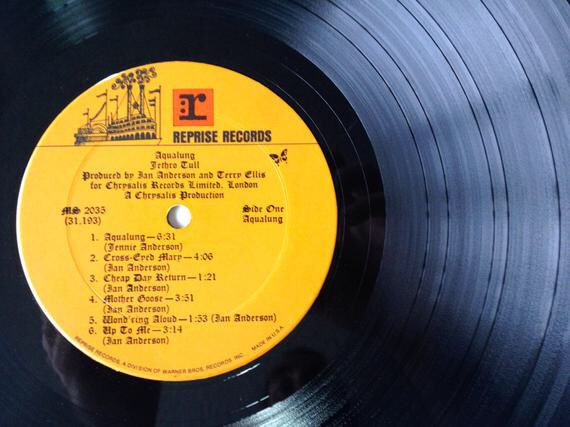 r
REPRISE RECORDS
Aqualung
Jethro Tull
Produced by Ian Anderson and Terry Ellis
for Chrysalis Records Limited, London
A Chrysalis Production
MS 2035
(31,193)
Side One
Aqualung
1. Aqualung—6:31
(Jennie Anderson)
2. Cross-Eyed Mary—4:06
(Ian Anderson)
3. Cheap Day Return—1:21
(Ian Anderson)
4. Mother Goose—3:51
(Ian Anderson)
5. Wond'ring Aloud—1:53 (Ian Anderson)
6. Up To Me—3:14
(Ian Anderson)
REPRISE RECORDS, A DIVISION OF WARNER BROS. RECORDS, INC. MADE IN U.S.A.